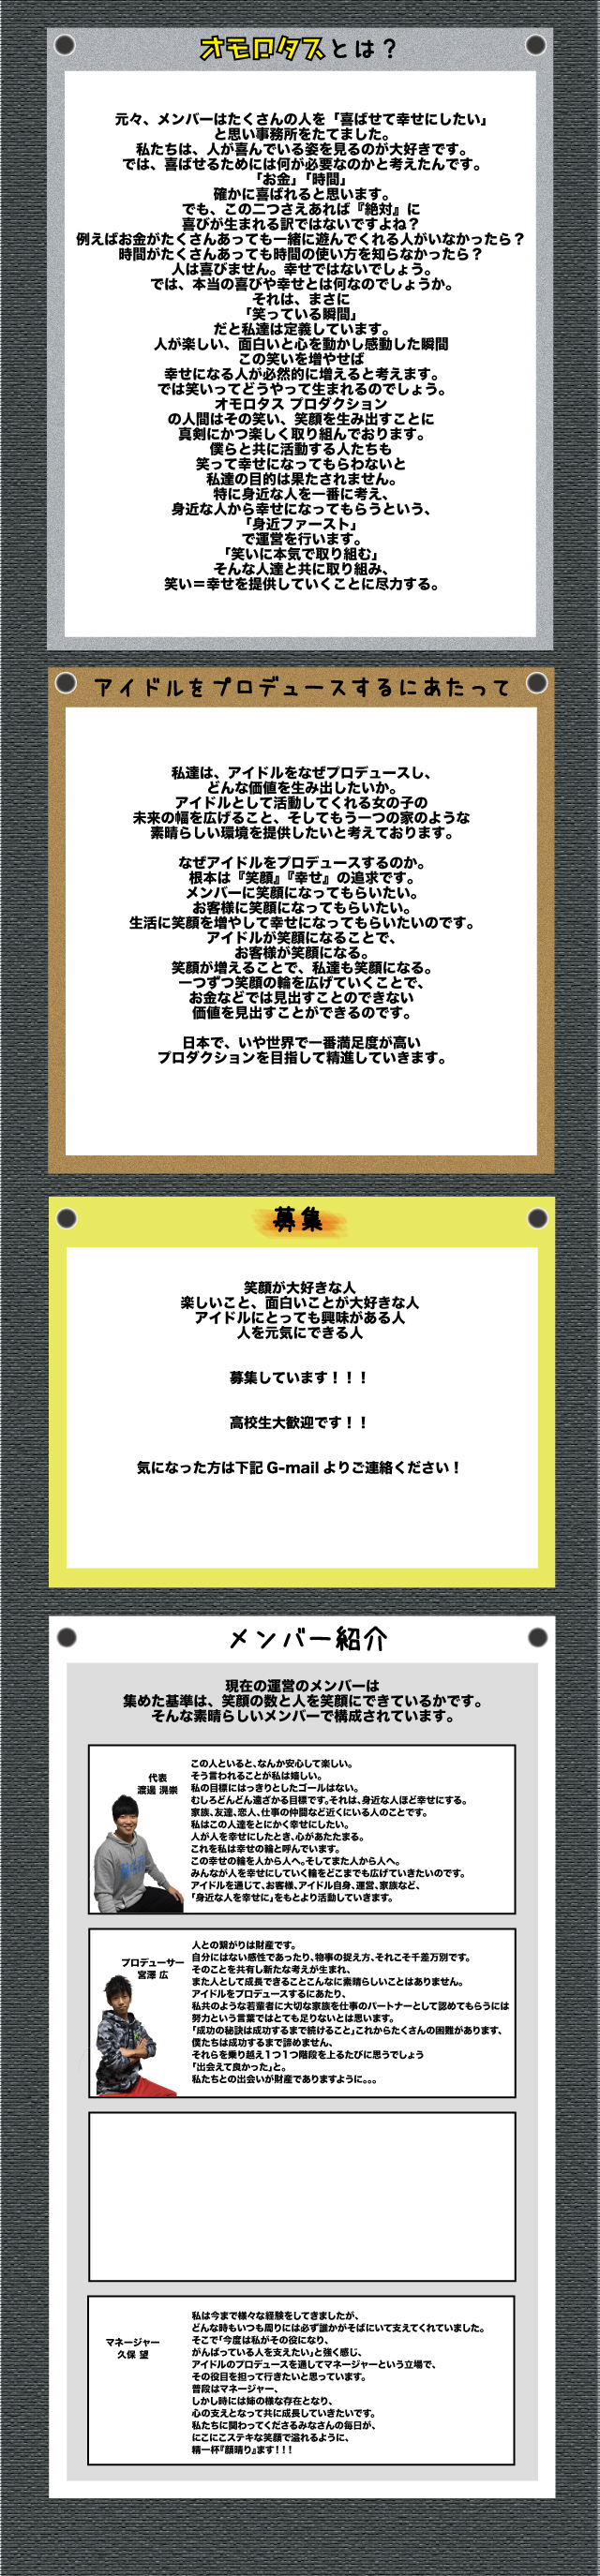 オモロタスとは？
元々、メンバーはたくさんの人を「喜ばせて幸せにしたい」
と思い事務所をたてました。
私たちは、人が喜んでいる姿を見るのが大好きです。
では、喜ばせるためには何が必要なのかと考えたんです。
「お金」「時間」
確かに喜ばれると思います。
でも、この二つさえあれば『絶対』に
喜びが生まれる訳ではないですよね？
例えばお金がたくさんあっても一緒に遊んでくれる人がいなかったら？
時間がたくさんあっても時間の使い方を知らなかったら？
人は喜びません。幸せではないでしょう。
では、本当の喜びや幸せとは何なのでしょうか。
それは、まさに
「笑っている瞬間」
だと私達は定義しています。
人が楽しい、面白いと心を動かし感動した瞬間
この笑いを増やせば
幸せになる人が必然的に増えると考えます。
では笑いってどうやって生まれるのでしょう。
オモロタス プロダクション
の人間はその笑い、笑顔を生み出すことに
真剣にかつ楽しく取り組んでおります。
僕らと共に活動する人たちも
笑って幸せになってもらわないと
私達の目的は果たされません。
特に身近な人を一番に考え、
身近な人から幸せになってもらうという、
「身近ファースト」
で運営を行います。
「笑いに本気で取り組む」
そんな人達と共に取り組み、
笑い＝幸せを提供していくことに尽力する。
アイドルをプロデュースするにあたって
私達は、アイドルをなぜプロデュースし、
どんな価値を生み出したいか。
アイドルとして活動してくれる女の子の
未来の幅を広げること、そしてもう一つの家のような
素晴らしい環境を提供したいと考えております。
なぜアイドルをプロデュースするのか。
根本は『笑顔』『幸せ』の追求です。
メンバーに笑顔になってもらいたい。
お客様に笑顔になってもらいたい。
生活に笑顔を増やして幸せになってもらいたいのです。
アイドルが笑顔になることで、
お客様が笑顔になる。
笑顔が増えることで、私達も笑顔になる。
一つずつ笑顔の輪を広げていくことで、
お金などでは見出すことのできない
価値を見出すことができるのです。
日本で、いや世界で一番満足度が高い
プロダクションを目指して精進していきます。
募集
笑顔が大好きな人
楽しいこと、面白いことが大好きな人
アイドルにとっても興味がある人
人を元気にできる人
募集しています！！！
高校生大歓迎です！！
気になった方は下記 G-mail よりご連絡ください！
メンバー紹介
現在の運営のメンバーは
集めた基準は、笑顔の数と人を笑顔にできているかです。
そんな素晴らしいメンバーで構成されています。
代表
渡邊 滉崇
この人といると、なんか安心して楽しい。
そう言われることが私は嬉しい。
私の目標にはっきりとしたゴールはない。
むしろどんどん遠ざかる目標です。それは、身近な人ほど幸せにする。
家族、友達、恋人、仕事の仲間など近くにいる人のことです。
私はこの人達をとにかく幸せにしたい。
人が人を幸せにしたとき、心があたたまる。
これを私は幸せの輪と呼んでいます。
この幸せの輪を人から人へ。そしてまた人から人へ。
みんなが人を幸せにしていく輪をどこまでも広げていきたいのです。
アイドルを通じて、お客様、アイドル自身、運営、家族など、
「身近な人を幸せに」をもとより活動していきます。
プロデューサー
宮澤 広
人との繋がりは財産です。
自分にはない感性であったり、物事の捉え方、それこそ千差万別です。
そのことを共有し新たな考えが生まれ、
また人として成長できることこんなに素晴らしいことはありません。
アイドルをプロデュースするにあたり、
私共のような若輩者に大切な家族を仕事のパートナーとして認めてもらうには
努力という言葉ではとても足りないとは思います。
「成功の秘訣は成功するまで続けること」これからたくさんの困難があります、
僕たちは成功するまで諦めません、
それらを乗り越え１つ１つ階段を上るたびに思うでしょう
「出会えて良かった」と。
私たちとの出会いが財産でありますように。。。
マネージャー
久保 望
私は今まで様々な経験をしてきましたが、
どんな時もいつも周りには必ず誰かがそばにいて支えてくれていました。
そこで「今度は私がその役になり、
がんばっている人を支えたい」と強く感じ、
アイドルのプロデュースを通してマネージャーという立場で、
その役目を担って行きたいと思っています。
普段はマネージャー、
しかし時には姉の様な存在となり、
心の支えとなって共に成長していきたいです。
私たちに関わってくださるみなさんの毎日が、
にこにこステキな笑顔で溢れるように、
精一杯『顔晴り』ます！！！